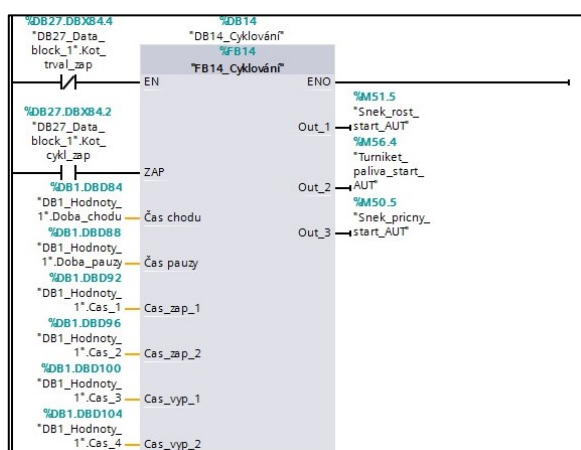 %DB27.DBX84.4
"DB27_Data_
block_1".Kot_
trval_zap
%DB14
"DB14_Cyklování"
%FB14
"FB14_Cyklování"
EN
ENO
%DB27.DBX84.2
"DB27_Data_
block_1".Kot_
cykl_zap
ZAP
%DB1.DBD84
"DB1_Hodnoty_
1".Doba_chodu
Čas chodu
%DB1.DBD88
"DB1_Hodnoty_
1".Doba_pauzy
Čas pauzy
%DB1.DBD92
"DB1_Hodnoty_
1".Cas_1
Cas_zap_1
%DB1.DBD96
"DB1_Hodnoty_
1".Cas_2
Cas_zap_2
%DB1.DBD100
"DB1_Hodnoty_
1".Cas_3
Cas_vyp_1
%DB1.DBD104
"DB1_Hodnoty_
1".Cas_4
Cas_vyp_2
%M51.5
"Snek_rost_
Out_1
start_AUT"
%M56.4
"Turniket_
paliva_start_
Out_2
AUT"
%M50.5
"Snek_pricny_
Out_3
start_AUT"